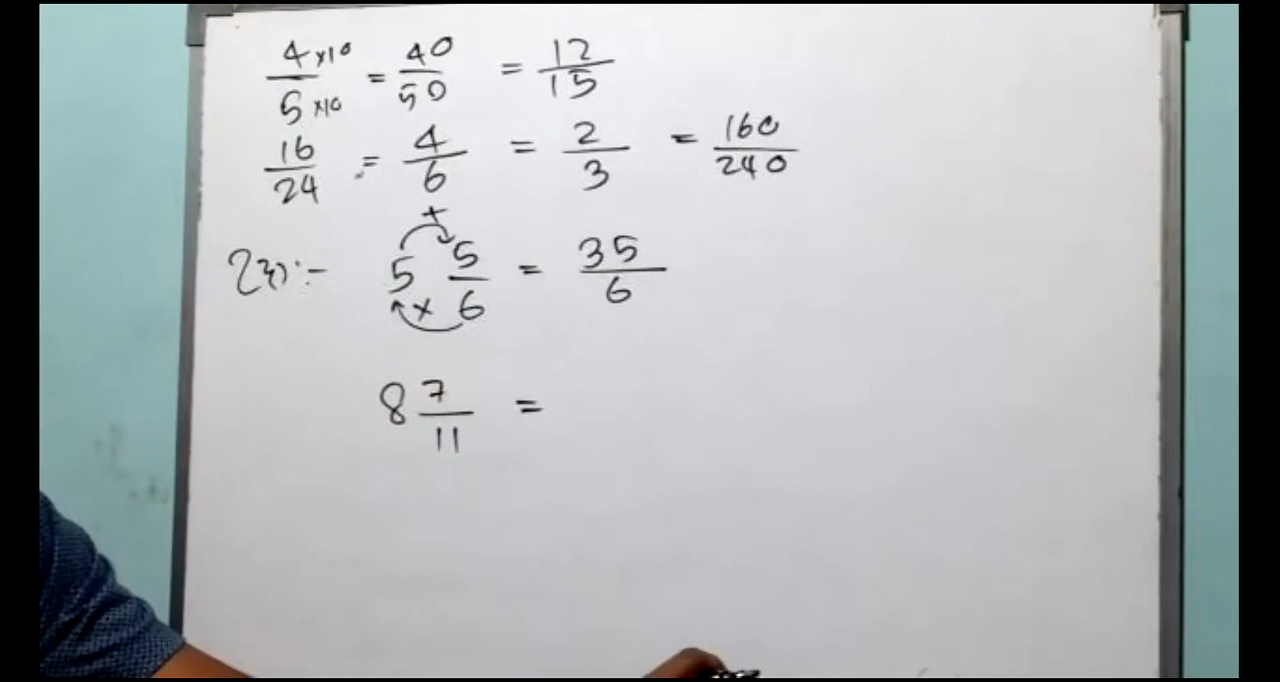 4×10/5×10 = 40/50 = 12/15
16/24 = 4/6 = 2/3 = 160/240
5 5/6 = 35/6
+
×
8 7/11 =